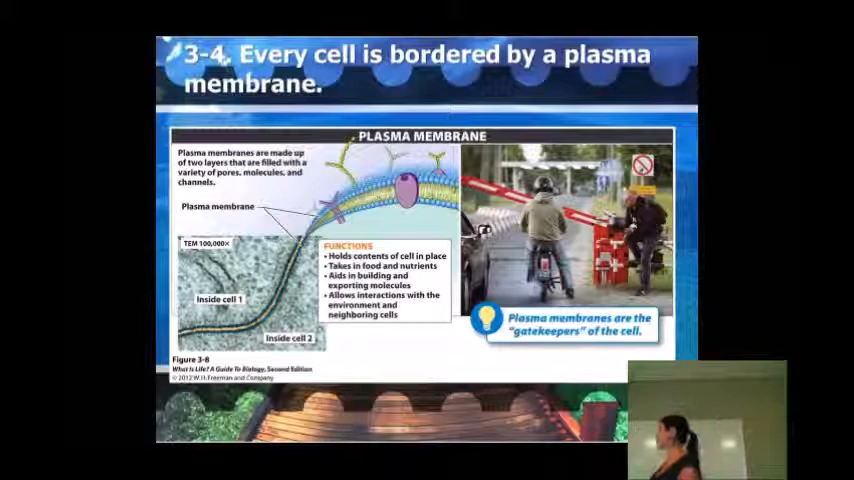 3-4. Every cell is bordered by a plasma
membrane.
PLASMA MEMBRANE
Plasma membranes are made up
of two layers that are filled with a
variety of pores, molecules, and
channels.
Plasma membrane
TEM 100,000×
Inside cell 1
Inside cell 2
FUNCTIONS
• Holds contents of cell in place
• Takes in food and nutrients
• Aids in building and
exporting molecules
• Allows interactions with the
environment and
neighboring cells
Plasma membranes are the
"gatekeepers" of the cell.
Figure 3-8
What Is Life? A Guide To Biology, Second Edition
© 2012 W.H. Freeman and Company